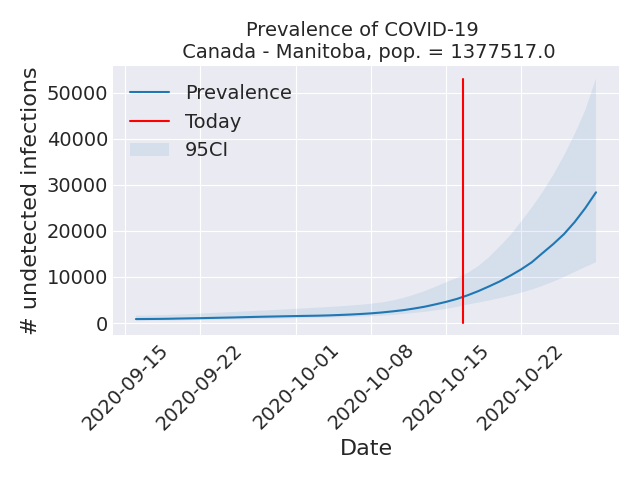 Prevalence of COVID-19
Canada - Manitoba, pop. = 1377517.0
# undetected infections
50000
40000
30000
20000
10000
0
Prevalence
Today
95CI
2020-09-15
2020-09-22
2020-10-01
2020-10-08
2020-10-15
2020-10-22
Date